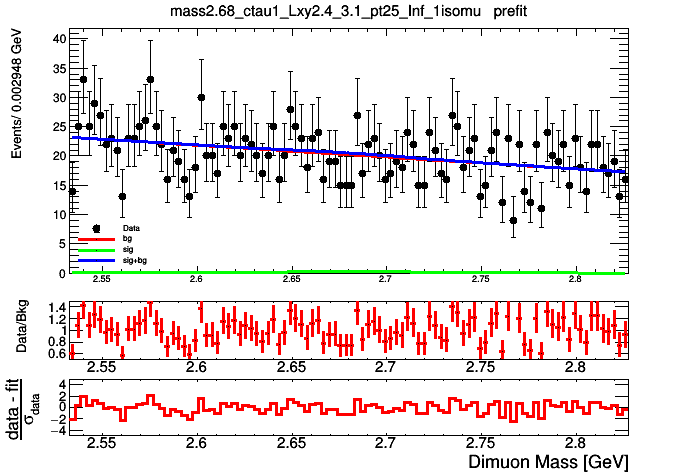 mass2.68_ctau1_Lxy2.4_3.1_pt25_Inf_1isomu prefit
Events/ 0.002948 GeV
40
35
30
25
20
15
10
5
0
Data
bg
sig
sig+bg
2.55 2.6 2.65 2.7 2.75 2.8
Data/Bkg
1.4
1.2
1
0.8
0.6
2.55 2.6 2.65 2.7 2.75 2.8
data - fit
σdata
4
2
0
−2
−4
2.55 2.6 2.65 2.7 2.75 2.8
Dimuon Mass [GeV]